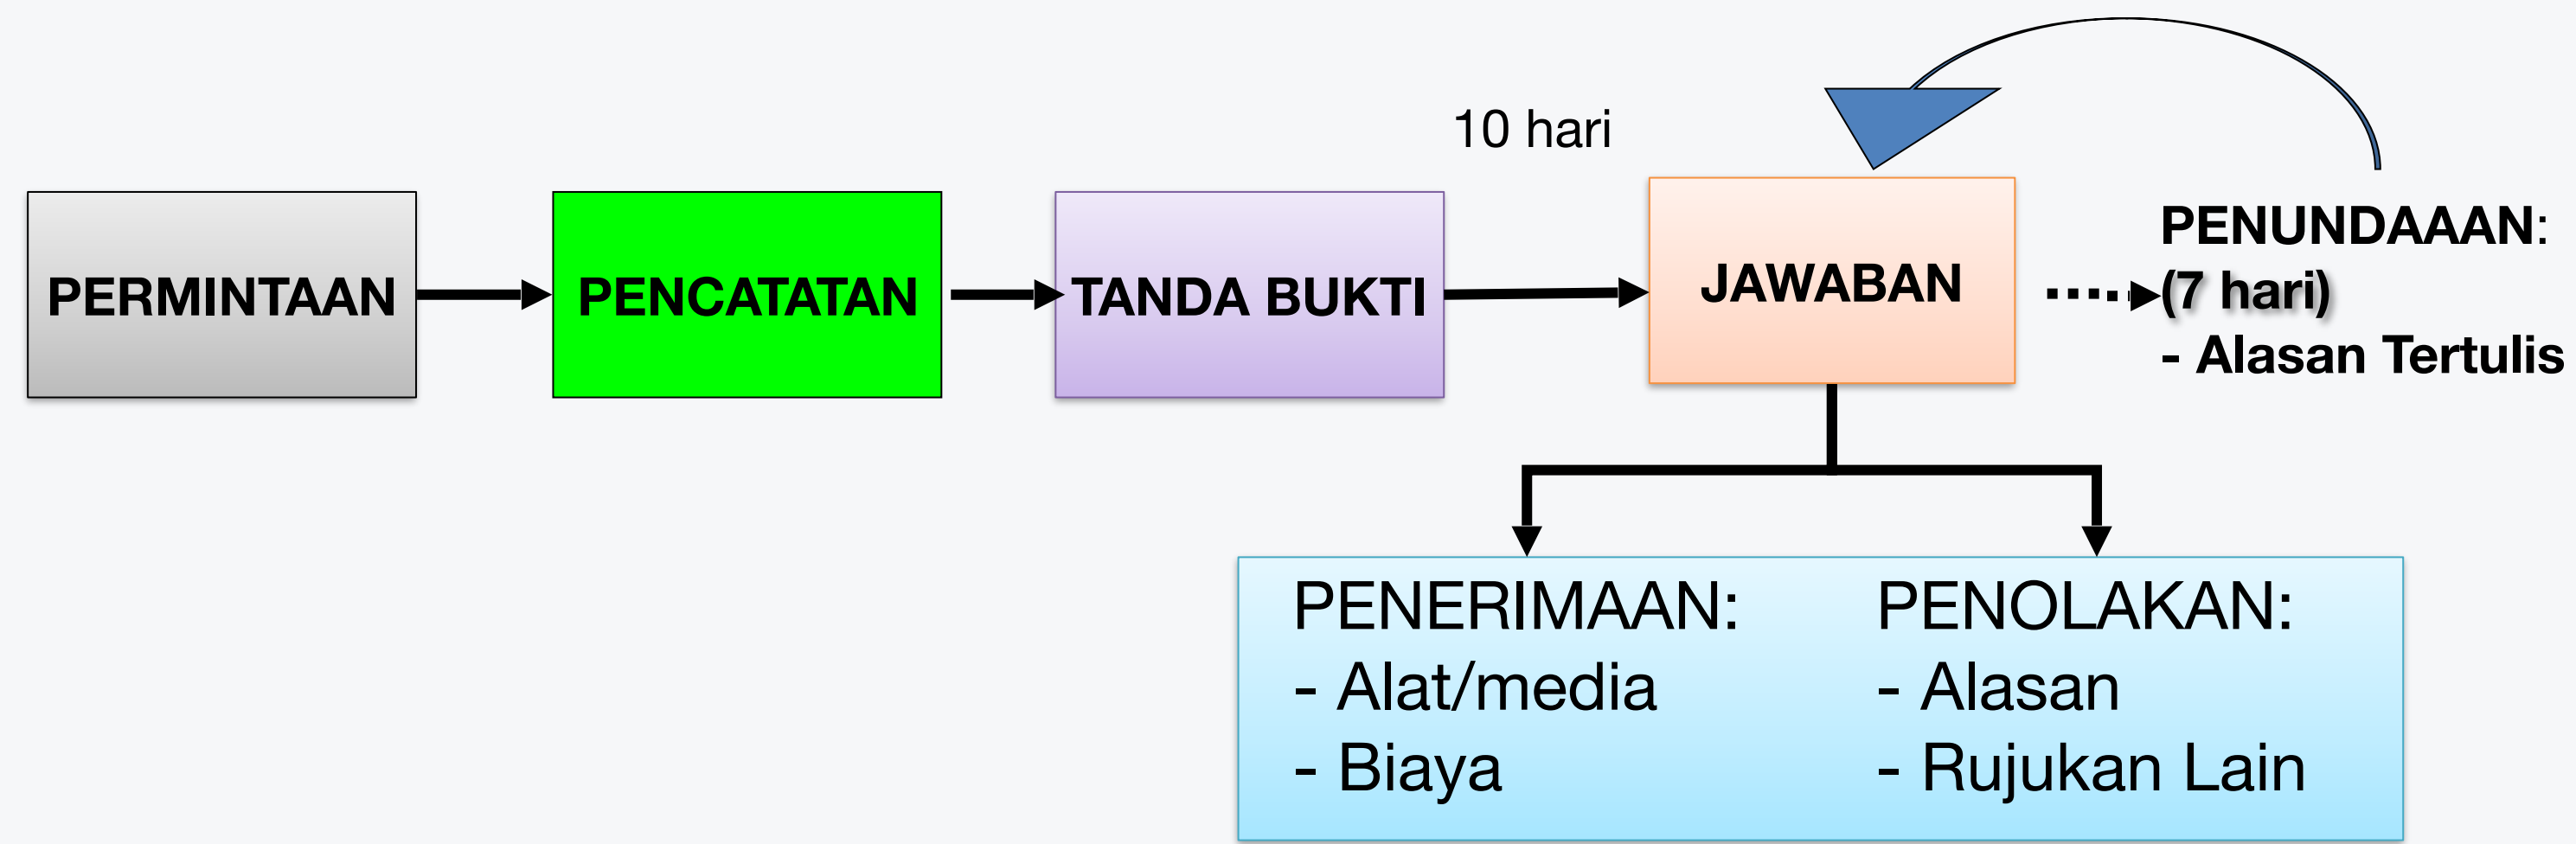 10 hari
PERMINTAAN
PENCATATAN
TANDA BUKTI
JAWABAN
PENUNDAAAN:
(7 hari)
- Alasan Tertulis
PENERIMAAN:
- Alat/media
- Biaya
PENOLAKAN:
- Alasan
- Rujukan Lain